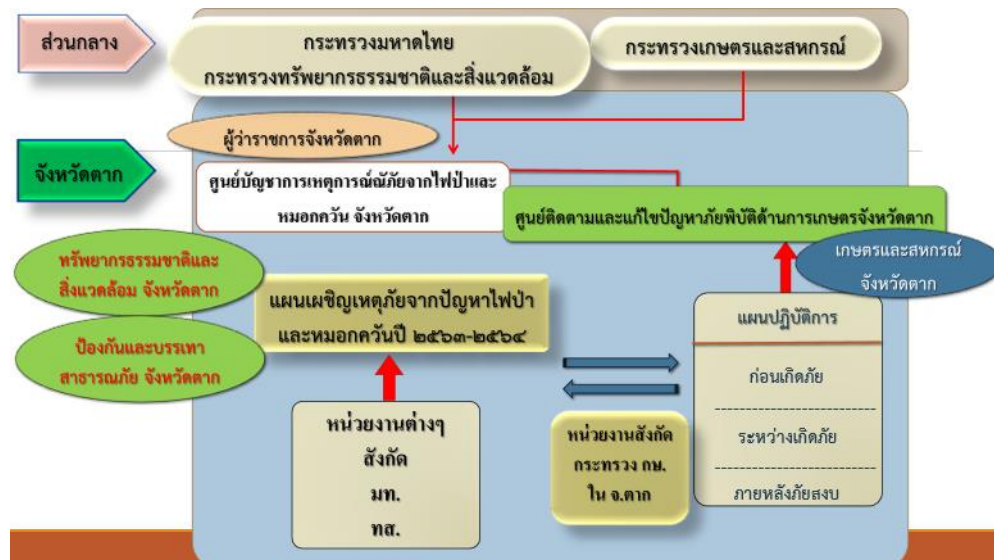 ส่วนกลาง
กระทรวงมหาดไทย
กระทรวงทรัพยากรธรรมชาติและสิ่งแวดล้อม
กระทรวงเกษตรและสหกรณ์
ผู้ว่าราชการจังหวัดตาก
จังหวัดตาก
ศูนย์บัญชาการเหตุการณ์ณัภัยจากไฟป่าและ
หมอกควัน จังหวัดตาก
ศูนย์ติดตามและแก้ไขปัญหาภัยพิบัติด้านการเกษตรจังหวัดตาก
เกษตรและสหกรณ์
จังหวัดตาก
ทรัพยากรธรรมชาติและ
สิ่งแวดล้อม จังหวัดตาก
ป้องกันและบรรเทา
สาธารณภัย จังหวัดตาก
แผนเผชิญเหตุภัยจากปัญหาไฟป่า
และหมอกควันปี ๒๕๖๓-๒๕๖๔
หน่วยงานต่างๆ
สังกัด
มท.
ทส.
หน่วยงานสังกัด
กระทรวง กษ.
ใน จ.ตาก
แผนปฏิบัติการ
ก่อนเกิดภัย
ระหว่างเกิดภัย
ภายหลังภัยสงบ